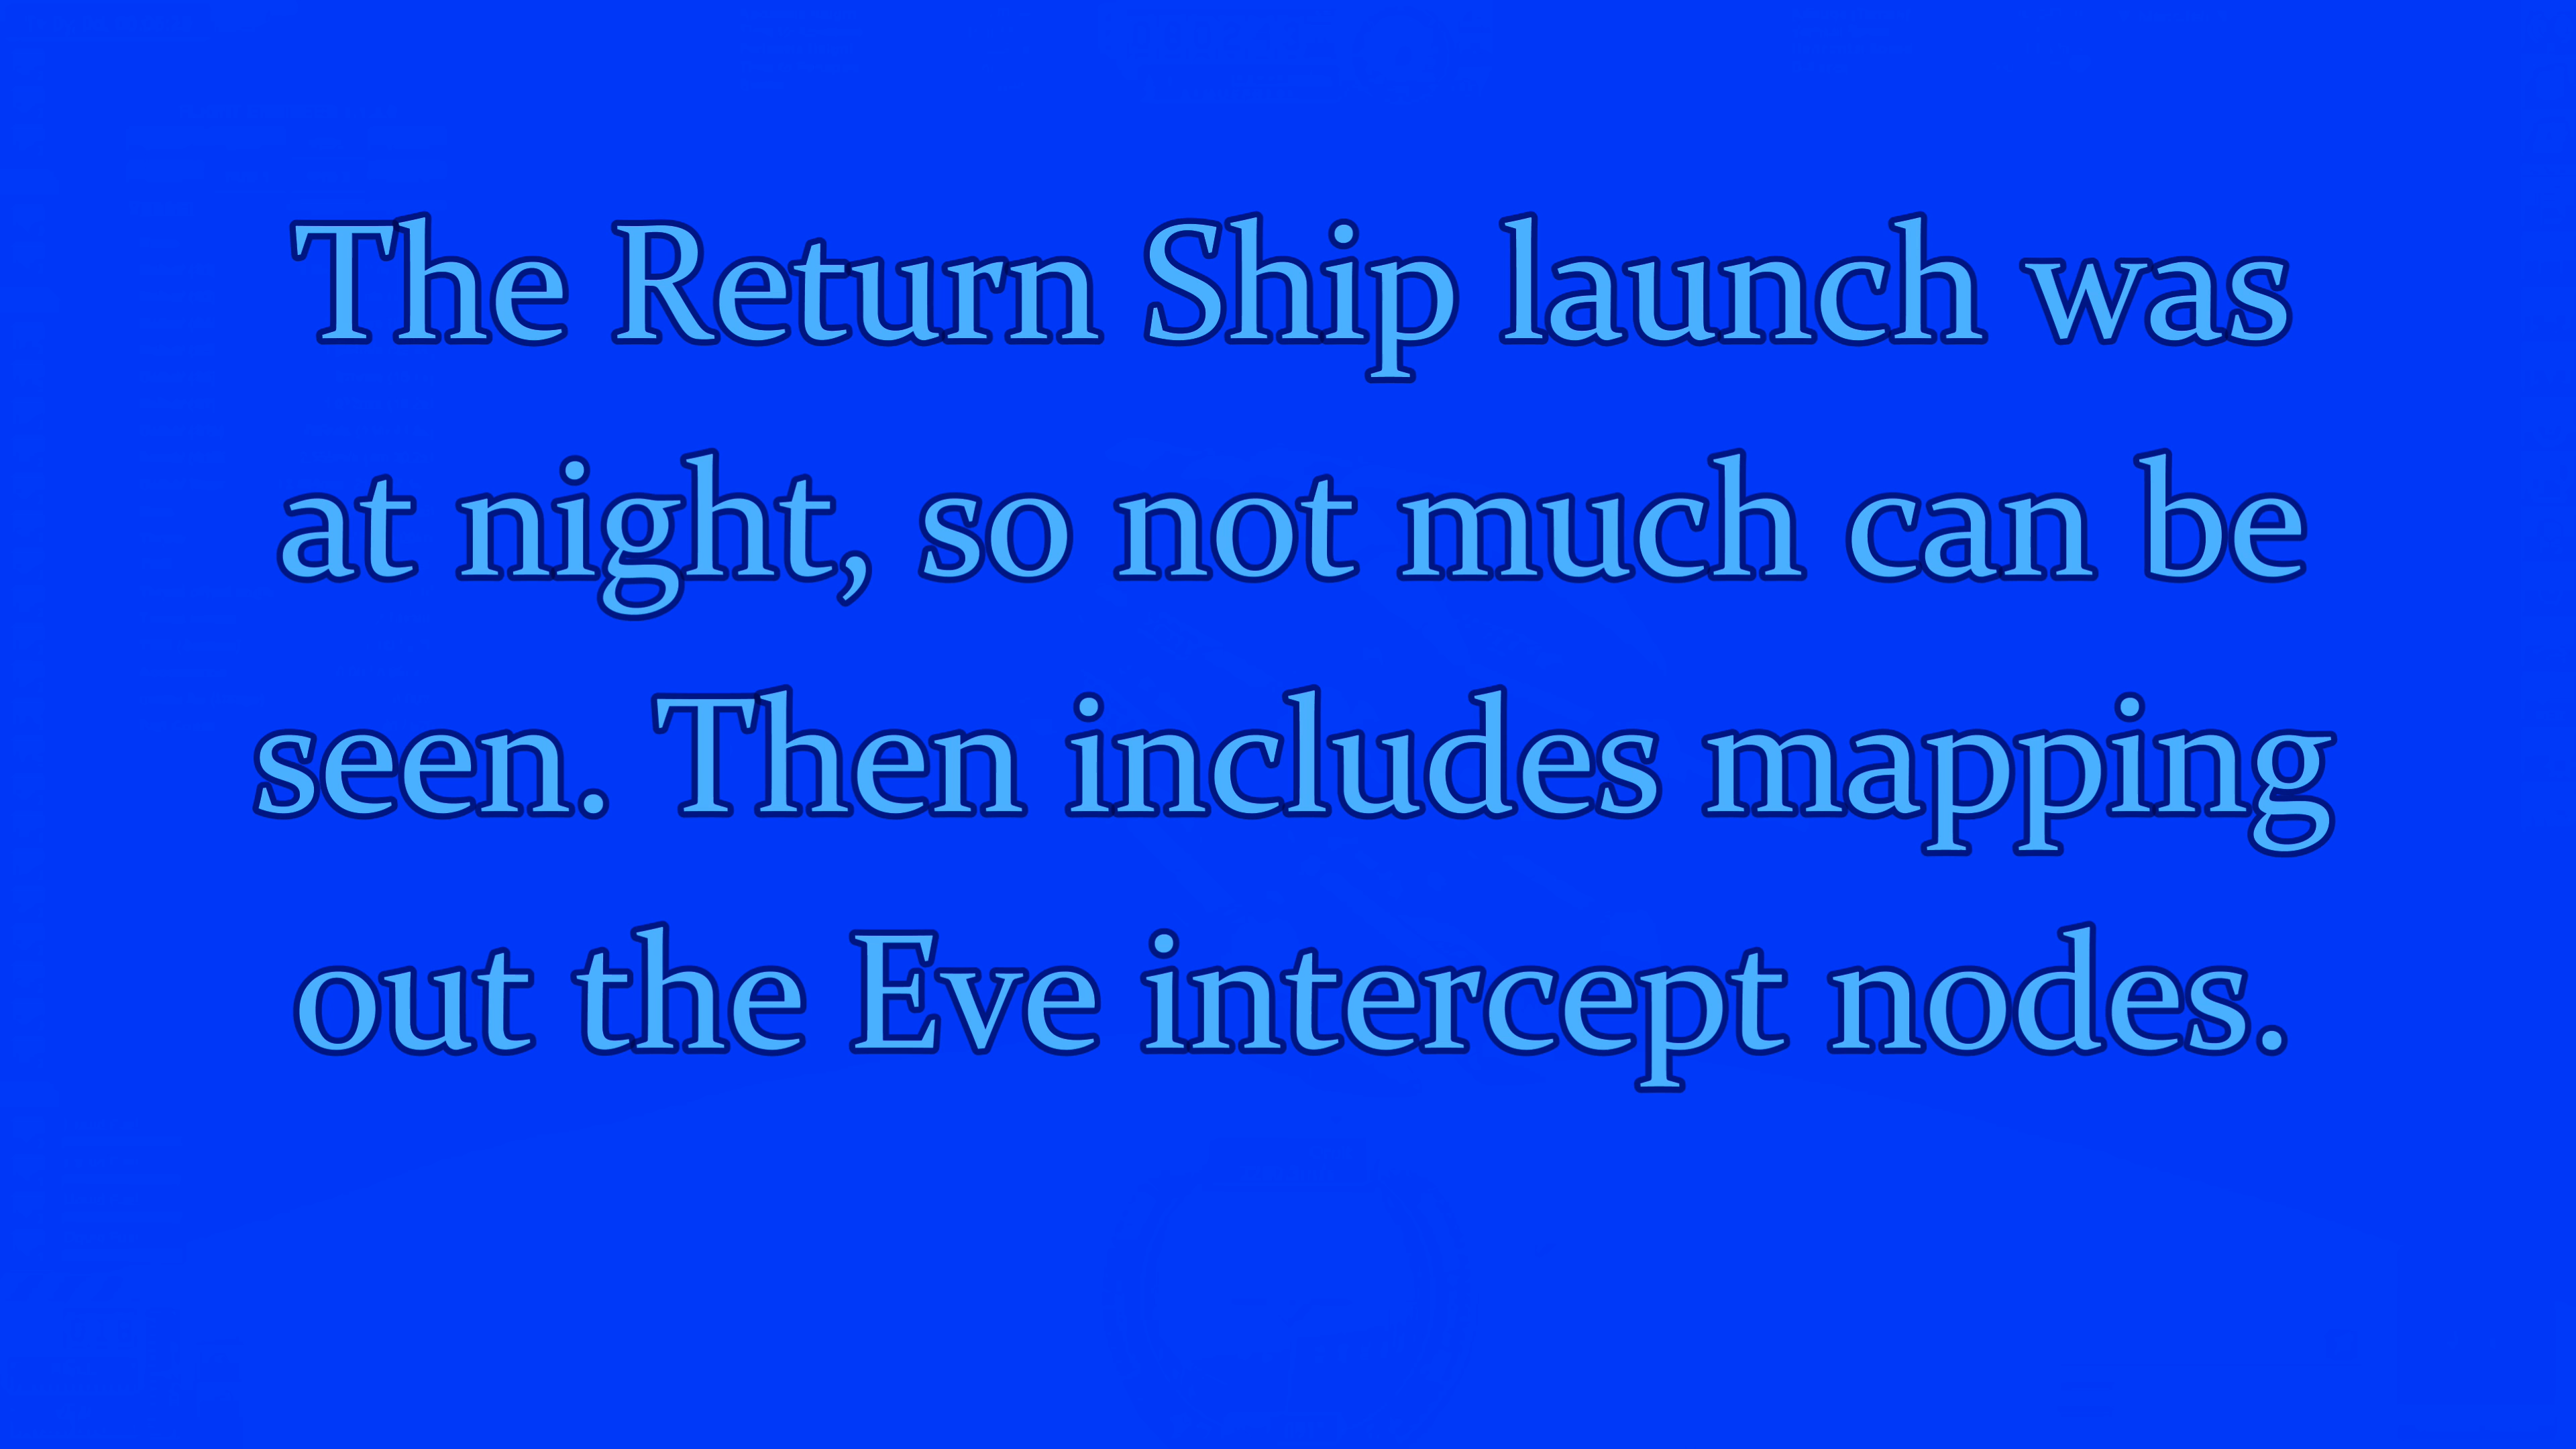 The Return Ship launch was
at night, so not much can be
seen. Then includes mapping
out the Eve intercept nodes.